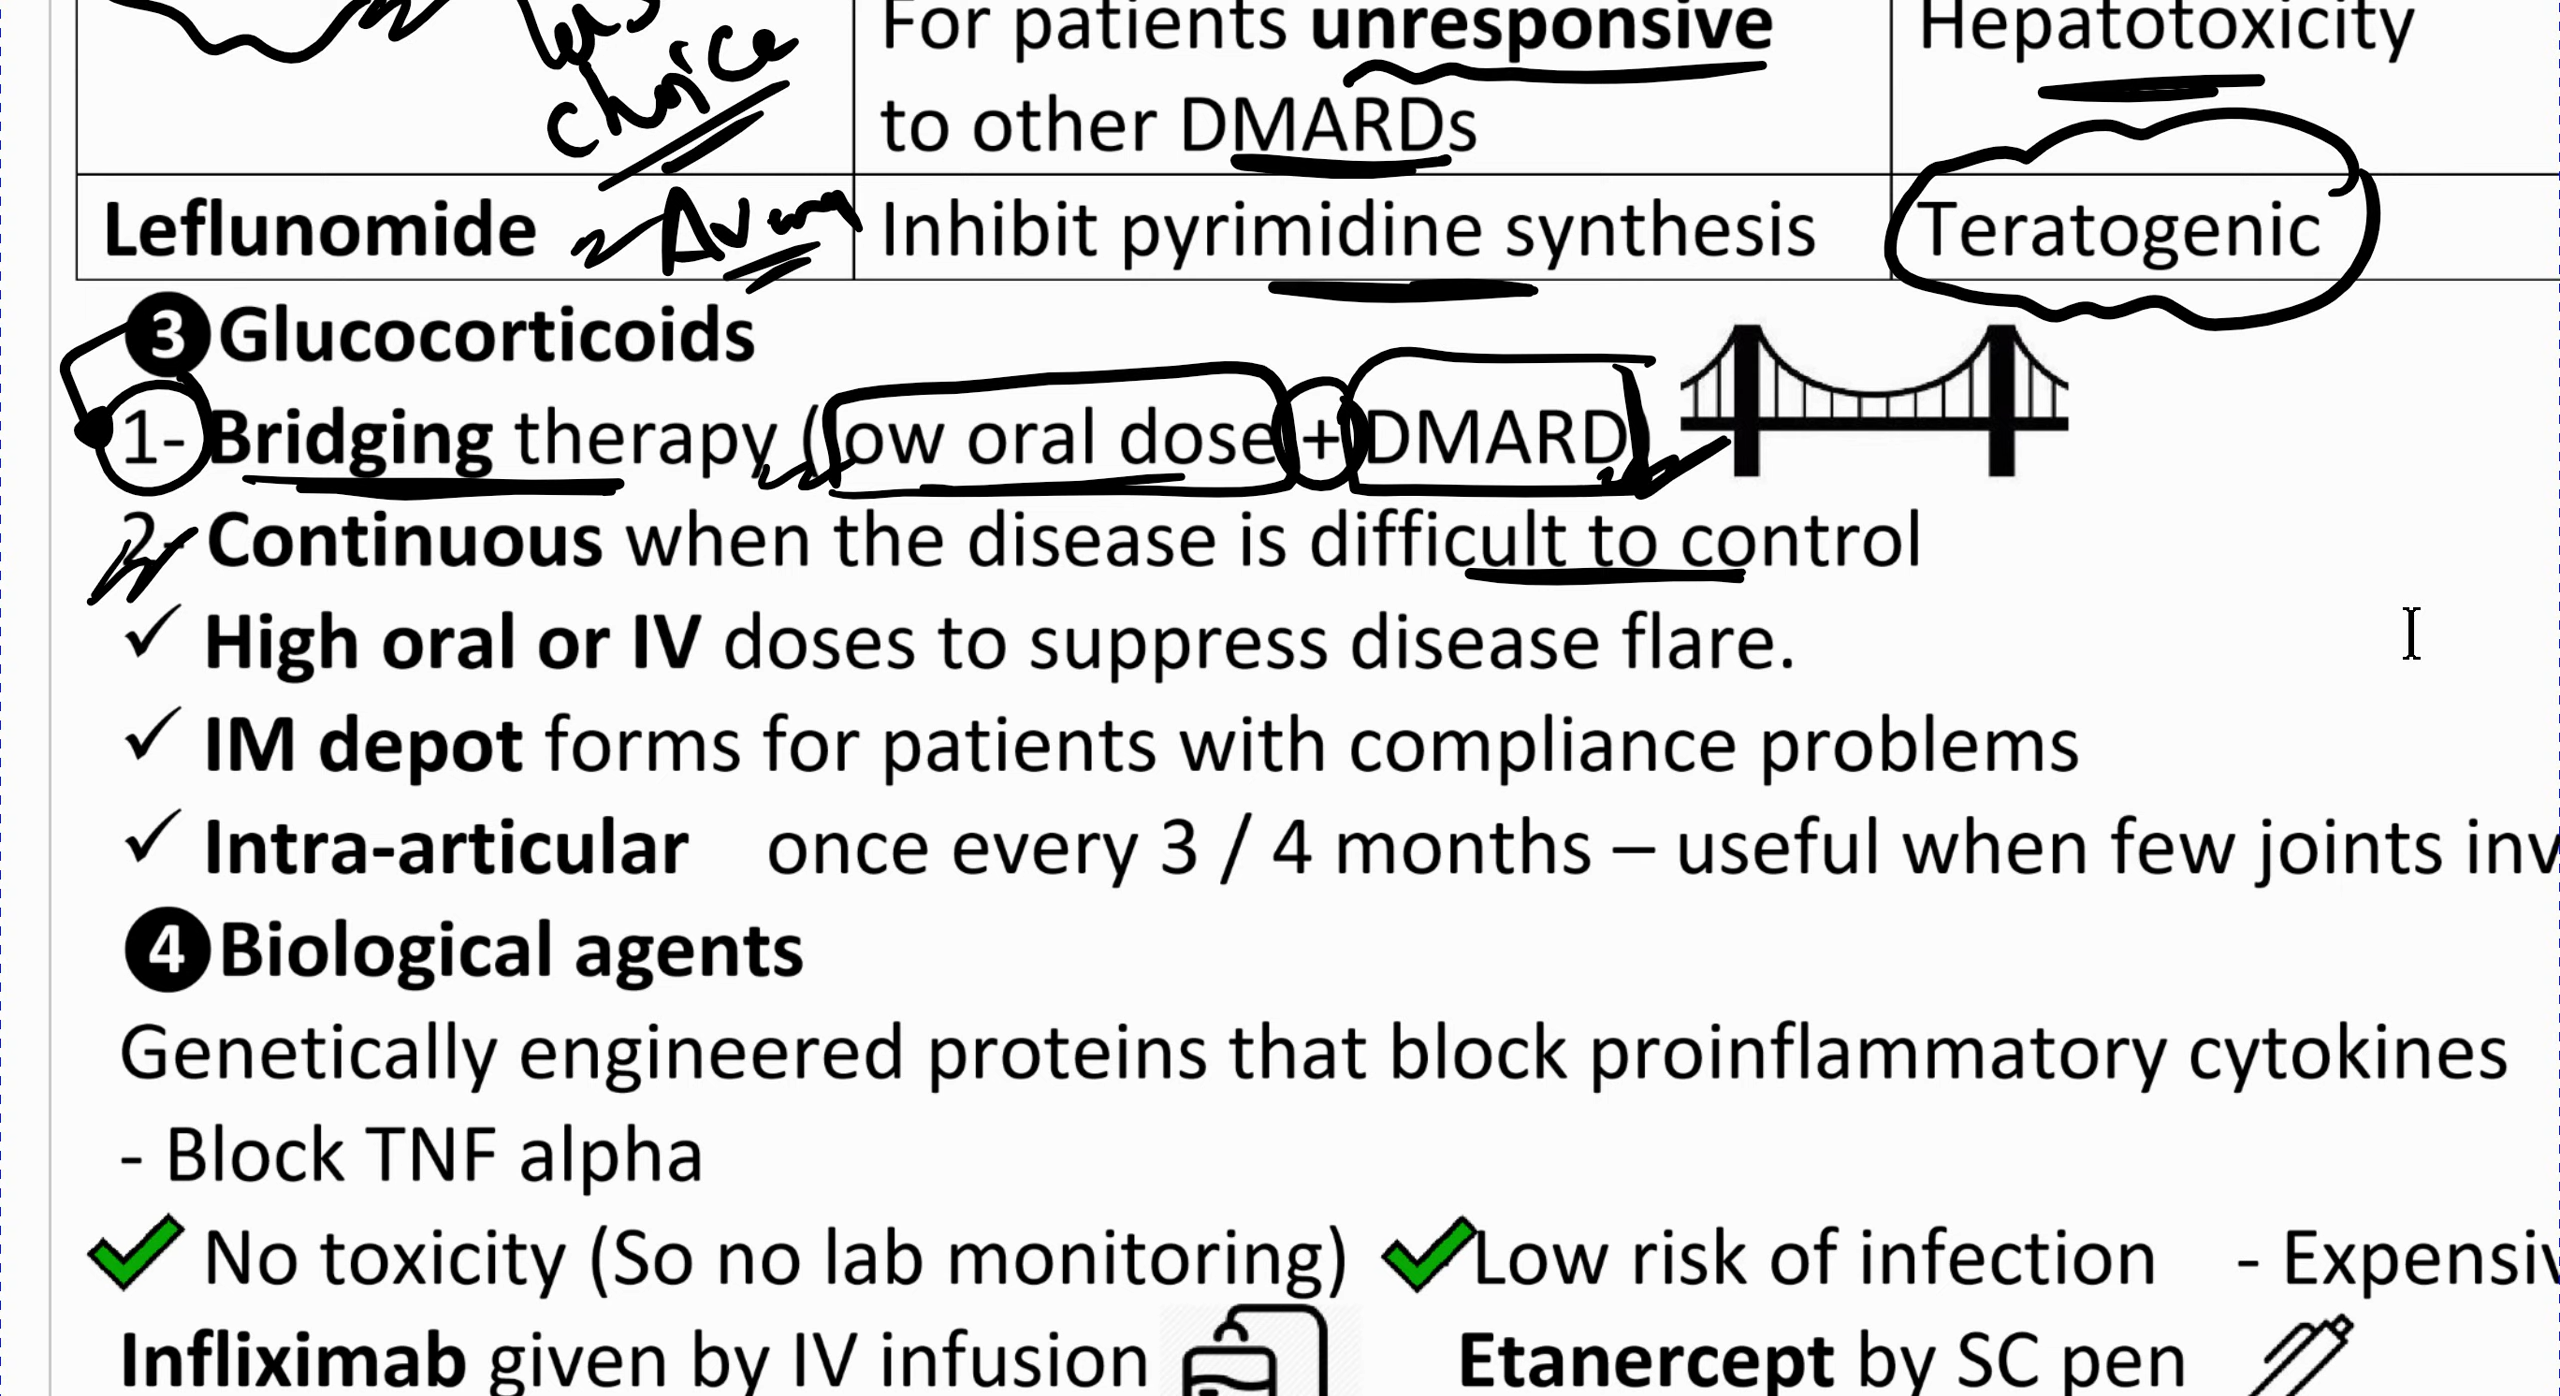 choice
For patients unresponsive
to other DMARDs
Hepatotoxicity
Leflunomide
Inhibit pyrimidine synthesis
Teratogenic
3 Glucocorticoids
1- Bridging therapy (low oral dose + DMARD)
2- Continuous when the disease is difficult to control
✓ High oral or IV doses to suppress disease flare.
✓ IM depot forms for patients with compliance problems
✓ Intra-articular once every 3 / 4 months – useful when few joints inv
4 Biological agents
Genetically engineered proteins that block proinflammatory cytokines
- Block TNF alpha
✓ No toxicity (So no lab monitoring) ✓ Low risk of infection - Expensiv
Infliximab given by IV infusion Etanercept by SC pen